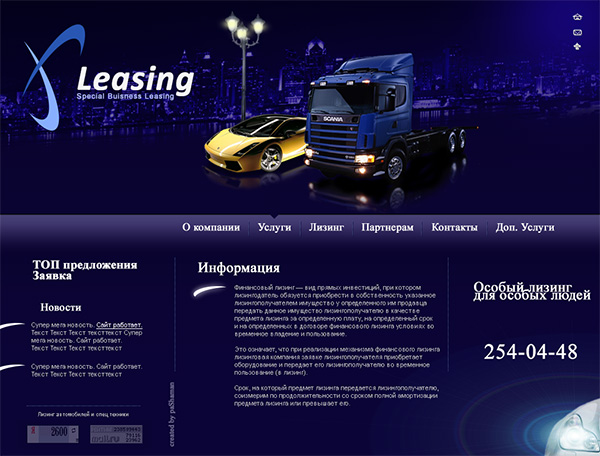 Leasing
Special Buisness Leasing
SCANIA
О компании Услуги Лизинг Партнерам Контакты Доп. Услуги
ТОП предложения
Заявка
Новости
Супер мега новость. Сайт работает.
Текст Текст Текст тексттекст Супер
мега новость. Сайт работает.
Текст Текст Текст тексттекст
Супер мега новость. Сайт работает.
Текст Текст Текст тексттекст
Лизинг автомобилей и спец техники
2600
created by paShaman
Информация
Финансовый лизинг — вид прямых инвестиций, при котором
лизингодатель обязуется приобрести в собственность указанное
лизингополучателем имущество у определенного им продавца
передать данное имущество лизингополучателю в качестве
предмета лизинга за определенную плату, на определенный срок
и на определенных в договоре финансового лизинга условиях во
временное владение и пользование.
Это означает, что при реализации механизма финансового лизинга
лизинговая компания заявке лизингополучателя приобретает
оборудование и передает его лизингополучателю во временное
пользование (в лизинг).
Срок, на который предмет лизинга передается лизингополучателю,
соизмерим по продолжительности со сроком полной амортизации
предмета лизинга или превышает ею.
Особый лизинг
для особых людей
254-04-48